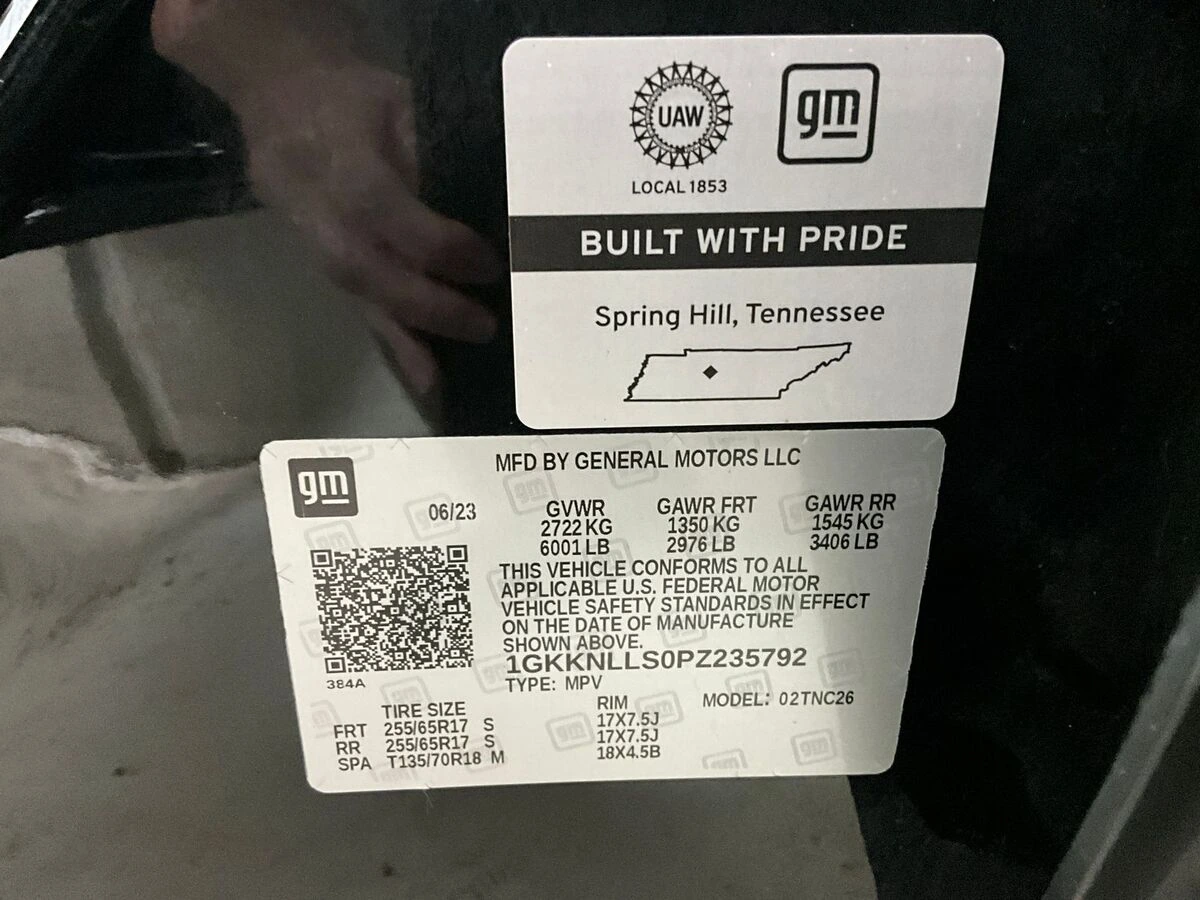 UAW
gm
LOCAL 1853
BUILT WITH PRIDE
Spring Hill, Tennessee
gm
MFD BY GENERAL MOTORS LLC
06/23
GVWR GAWR FRT GAWR RR
2722 KG 1350 KG 1545 KG
6001 LB 2976 LB 3406 LB
THIS VEHICLE CONFORMS TO ALL
APPLICABLE U.S. FEDERAL MOTOR
VEHICLE SAFETY STANDARDS IN EFFECT
ON THE DATE OF MANUFACTURE
SHOWN ABOVE.
1GKKNLLS0PZ235792
384A
TYPE: MPV
TIRE SIZE RIM MODEL: 02TNC26
FRT 255/65R17 S 17X7.5J
RR 255/65R17 S 17X7.5J
SPA T135/70R18 M 18X4.5B